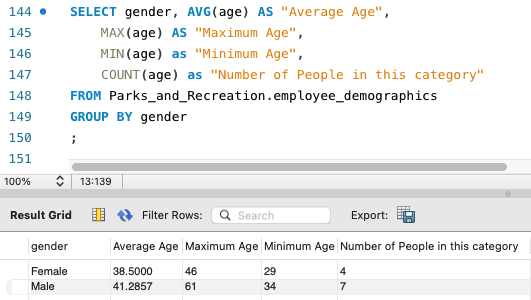 144 SELECT gender, AVG(age) AS "Average Age",
145 MAX(age) AS "Maximum Age",
146 MIN(age) as "Minimum Age",
147 COUNT(age) as "Number of People in this category"
148 FROM Parks_and_Recreation.employee_demographics
149 GROUP BY gender
150 ;
151
100% 13:139
Result Grid Filter Rows: Search Export:
gender Average Age Maximum Age Minimum Age Number of People in this category
Female 38.5000 46 29 4
Male 41.2857 61 34 7